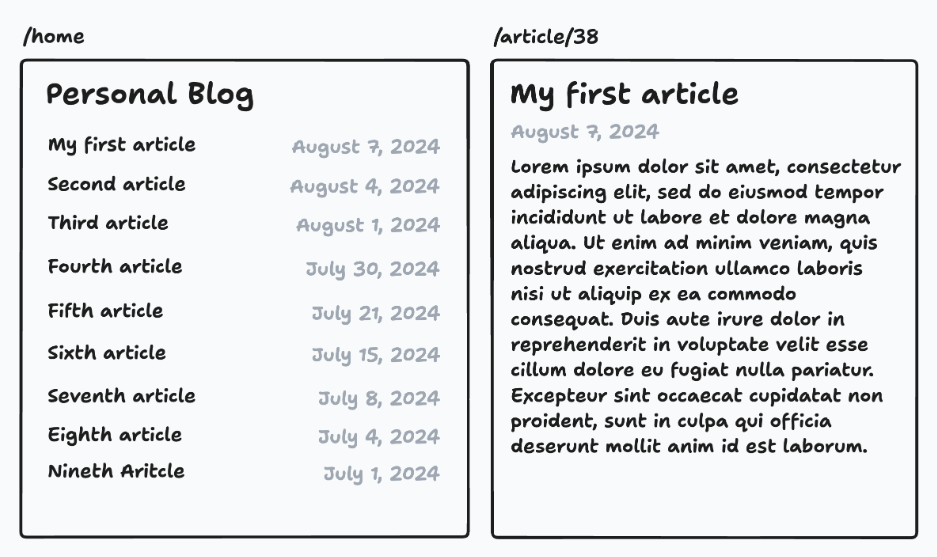 /home
Personal Blog
My first article August 7, 2024
Second article August 4, 2024
Third article August 1, 2024
Fourth article July 30, 2024
Fifth article July 21, 2024
Sixth article July 15, 2024
Seventh article July 8, 2024
Eighth article July 4, 2024
Nineth Aritcle July 1, 2024
/article/38
My first article
August 7, 2024
Lorem ipsum dolor sit amet, consectetur
adipiscing elit, sed do eiusmod tempor
incididunt ut labore et dolore magna
aliqua. Ut enim ad minim veniam, quis
nostrud exercitation ullamco laboris
nisi ut aliquip ex ea commodo
consequat. Duis aute irure dolor in
reprehenderit in voluptate velit esse
cillum dolore eu fugiat nulla pariatur.
Excepteur sint occaecat cupidatat non
proident, sunt in culpa qui officia
deserunt mollit anim id est laborum.